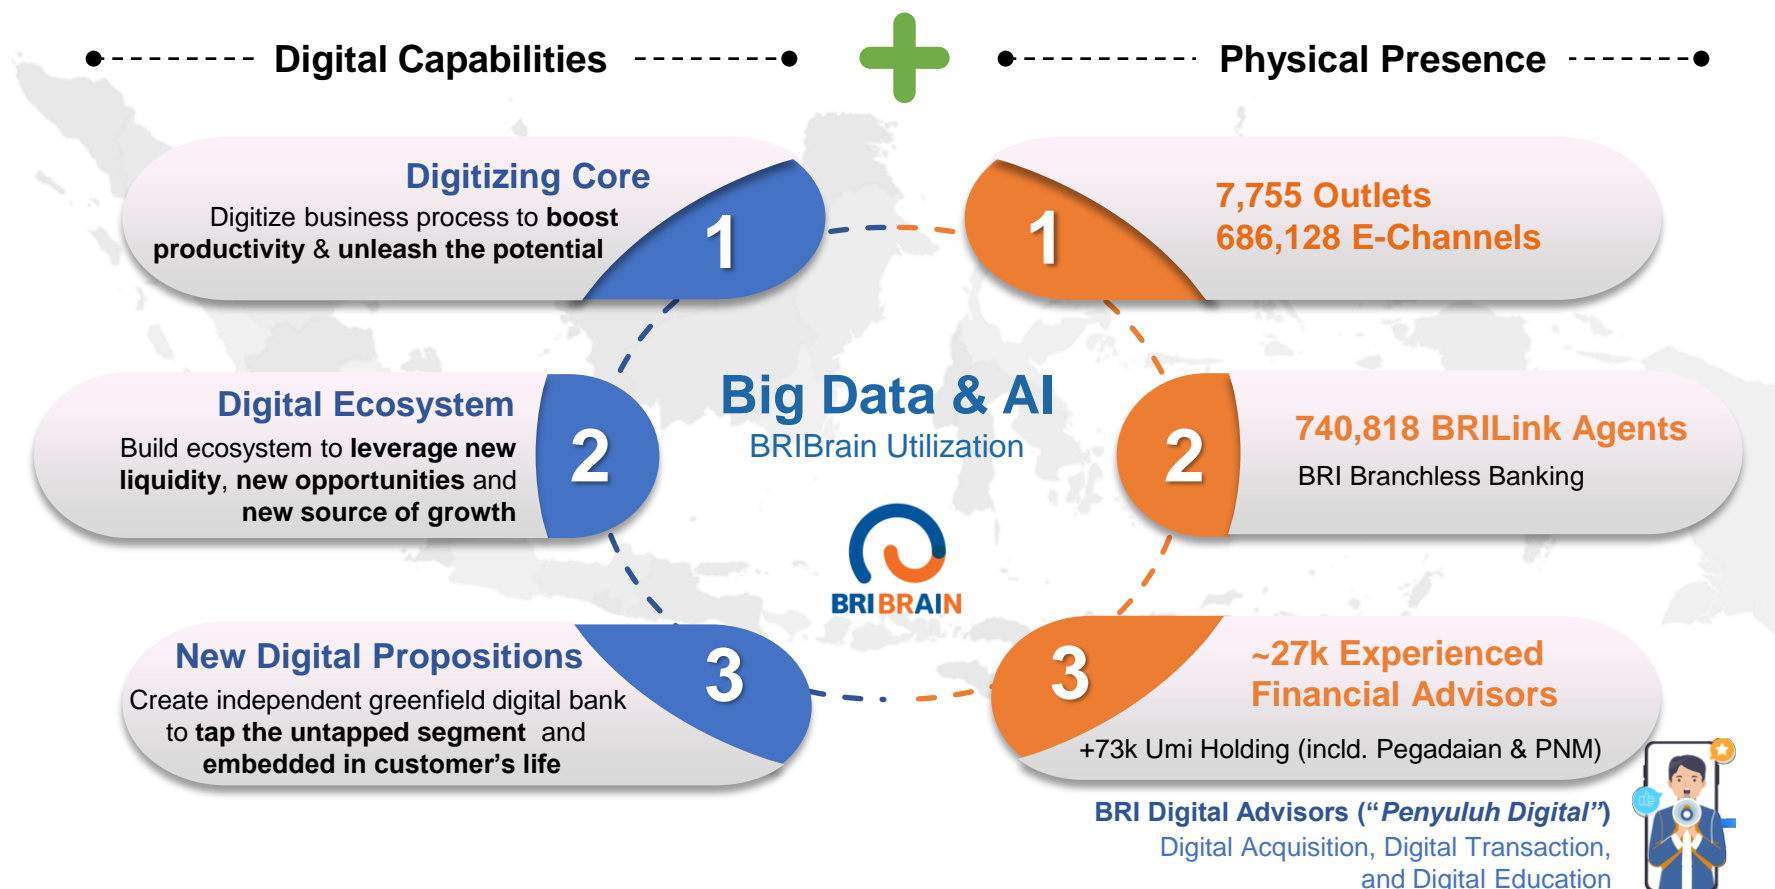 Digital Capabilities
Physical Presence
Digitizing Core
Digitize business process to boost
productivity & unleash the potential
1
1
7,755 Outlets
686,128 E-Channels
Digital Ecosystem
Build ecosystem to leverage new
liquidity, new opportunities and
new source of growth
2
Big Data & AI
BRIBrain Utilization
BRIBRAIN
2
740,818 BRILink Agents
BRI Branchless Banking
New Digital Propositions
Create independent greenfield digital bank
to tap the untapped segment and
embedded in customer's life
3
3
~27k Experienced
Financial Advisors
+73k Umi Holding (incld. Pegadaian & PNM)
BRI Digital Advisors (“Penyuluh Digital”)
Digital Acquisition, Digital Transaction,
and Digital Education